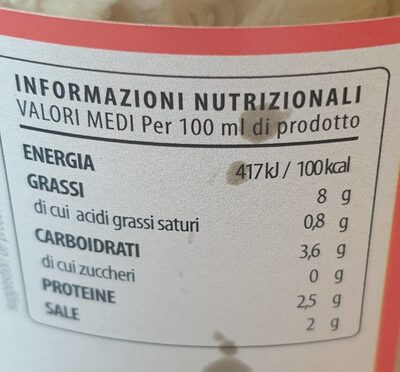 INFORMAZIONI NUTRIZIONALI
VALORI MEDI Per 100 ml di prodotto
ENERGIA 417 kJ / 100 kcal
GRASSI 8 g
di cui acidi grassi saturi 0,8 g
CARBOIDRATI 3,6 g
di cui zuccheri 0 g
PROTEINE 2,5 g
SALE 2 g